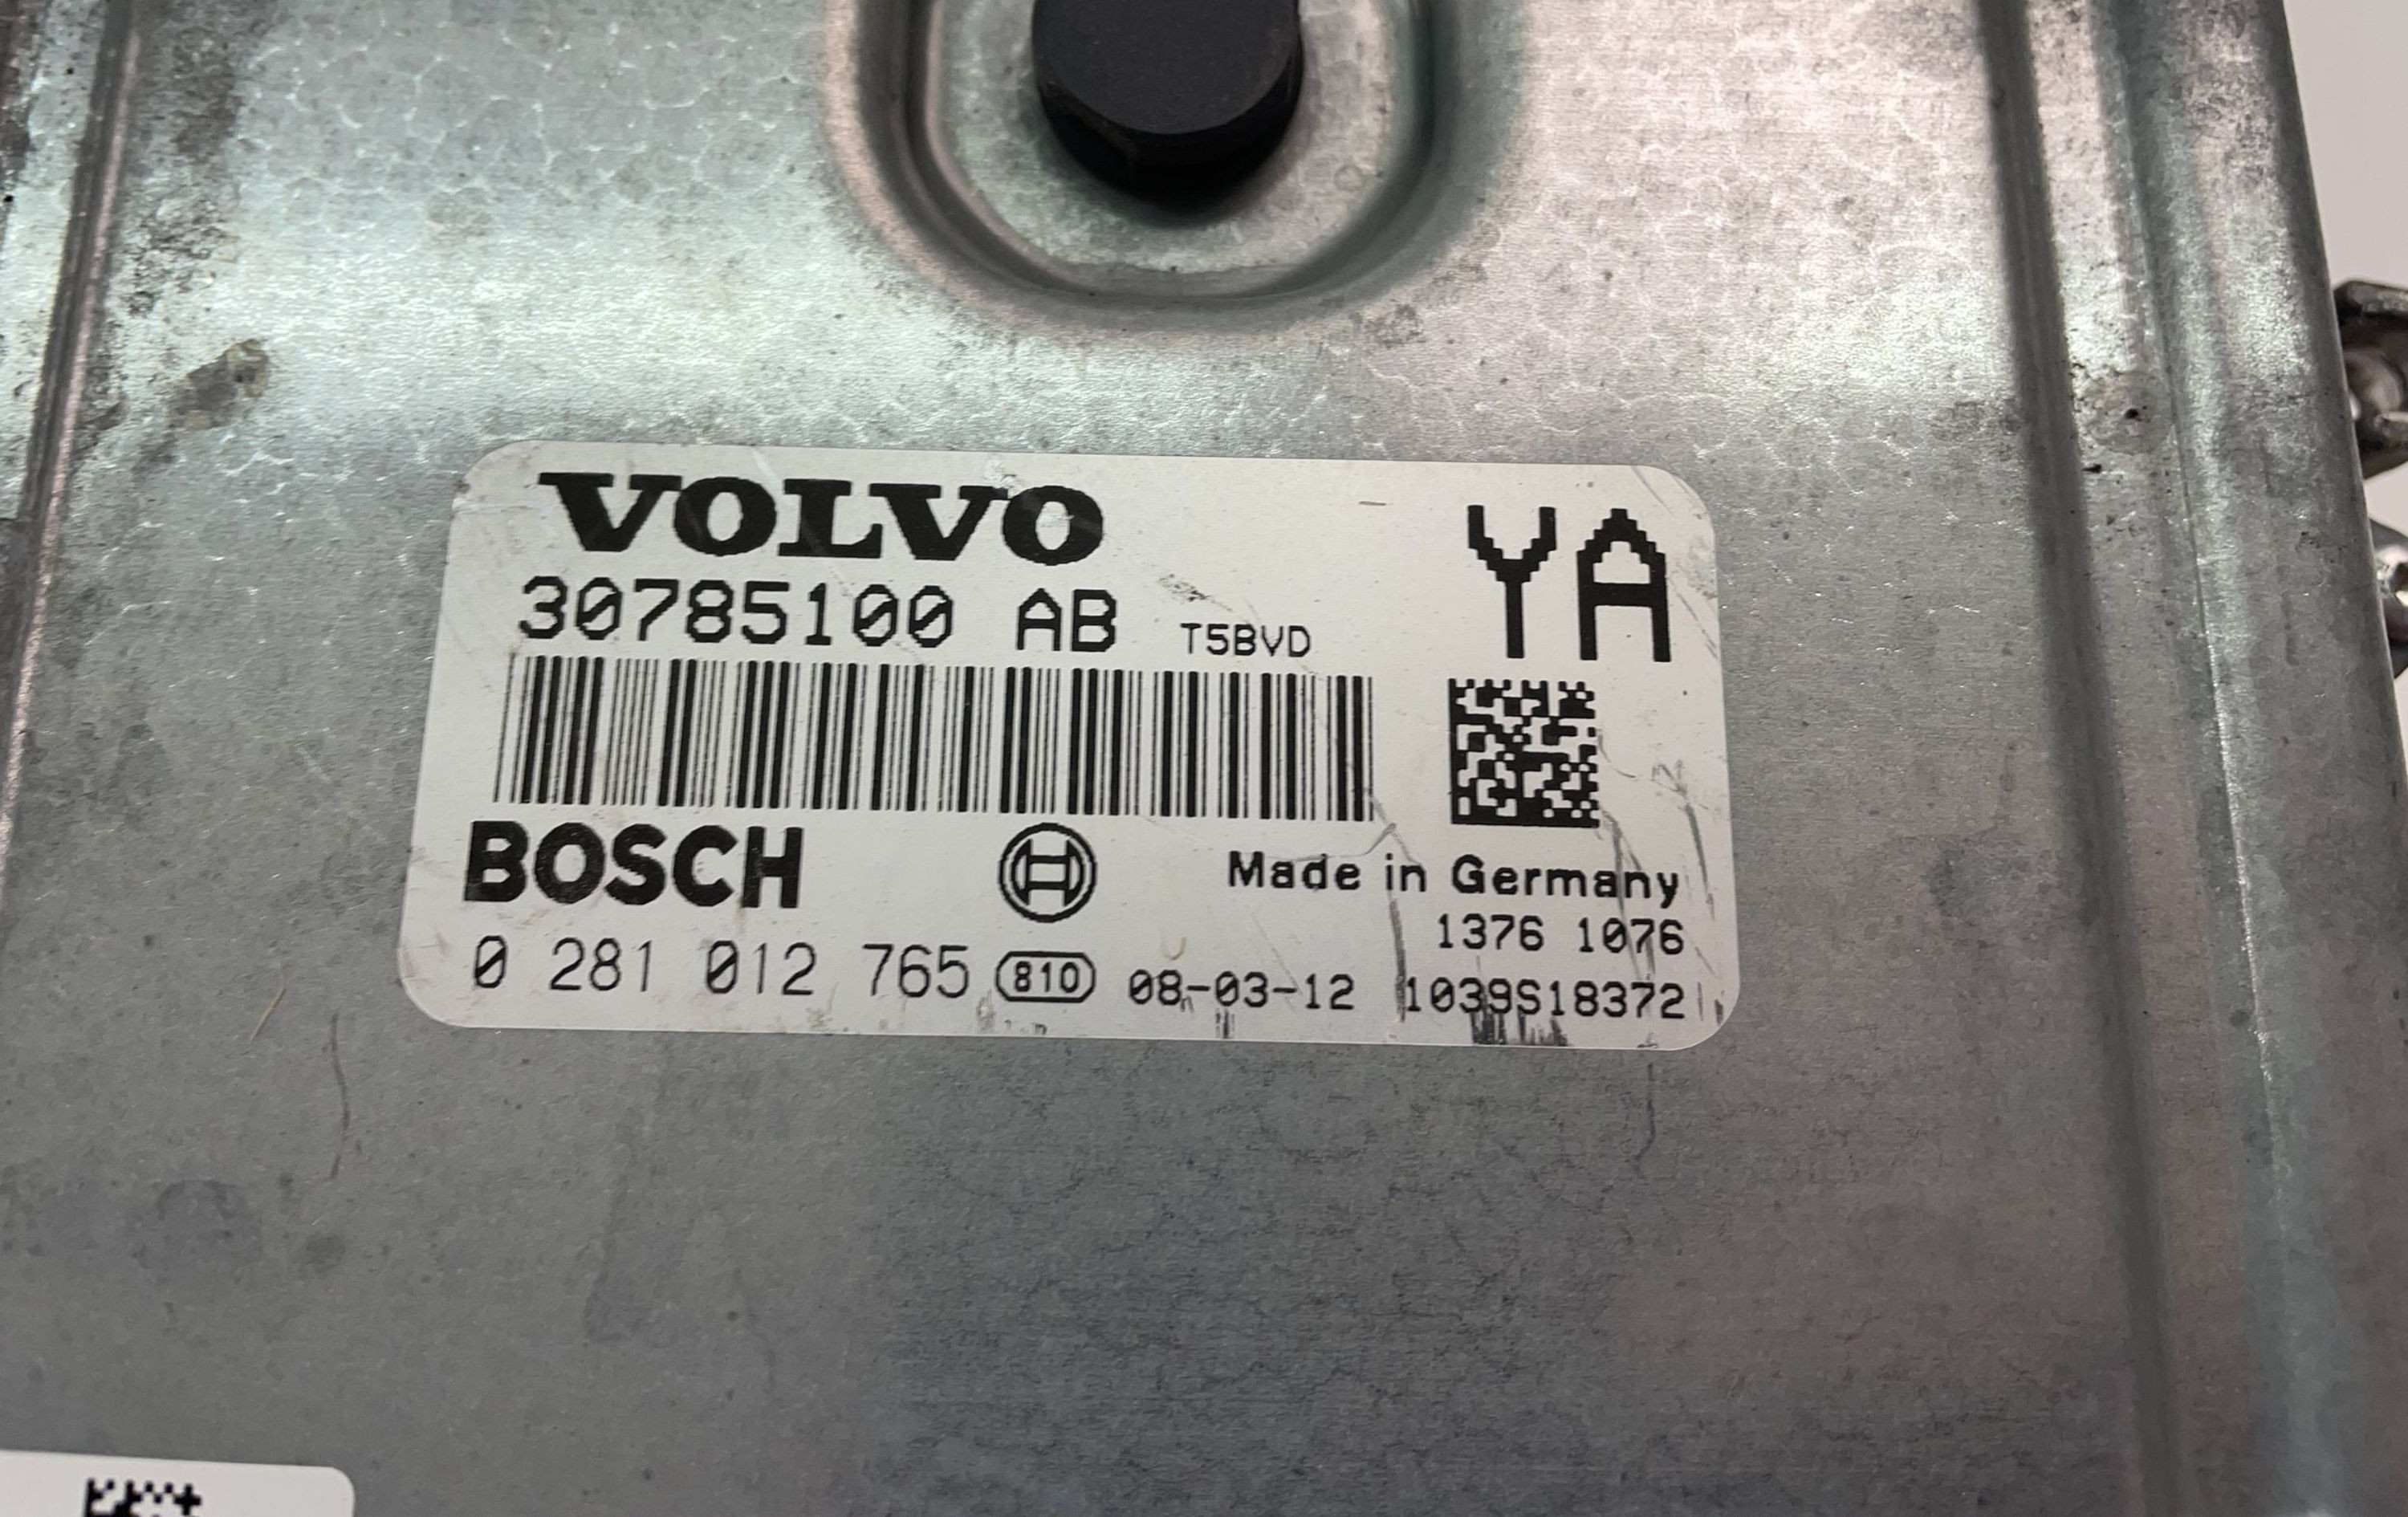 VOLVO
30785100 AB T5BVD YA
BOSCH
Made in Germany
1376 1076
0 281 012 765 810 08-03-12 1039S18372